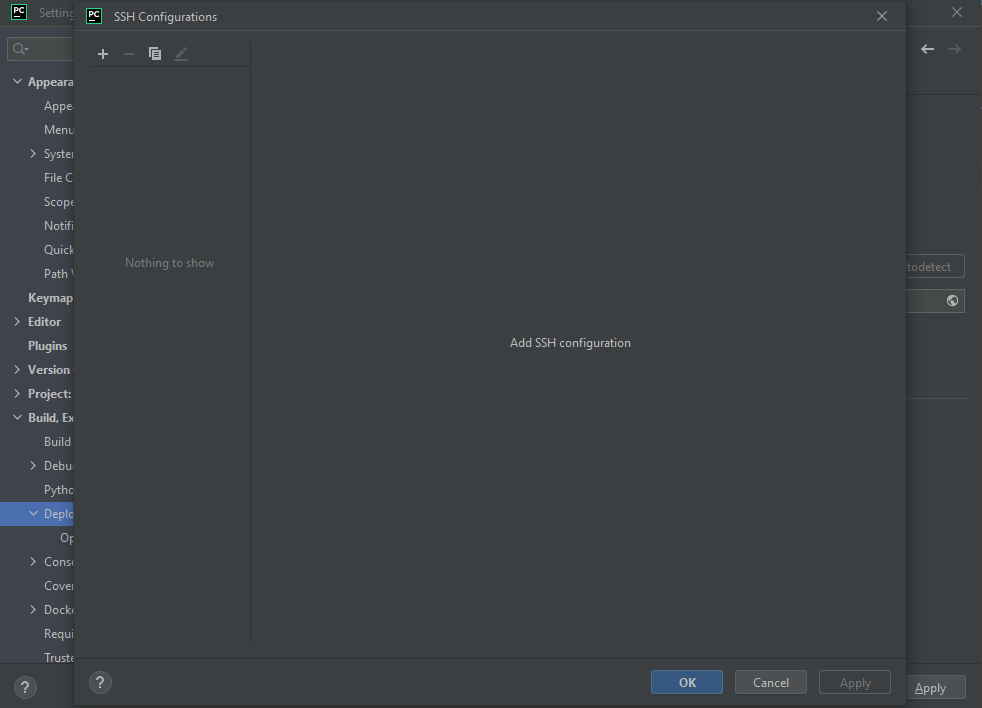 PC
Setting
PC SSH Configurations
Nothing to show
Add SSH configuration
? OK Cancel Apply
Appeara
Appea
Menu
System
File C
Scope
Notifi
Quick
Path V
Keymap
Editor
Plugins
Version
Project:
Build, Ex
Build
Debu
Pytho
Deplo
Op
Conso
Cover
Docke
Requi
Truste
todetect
? Apply